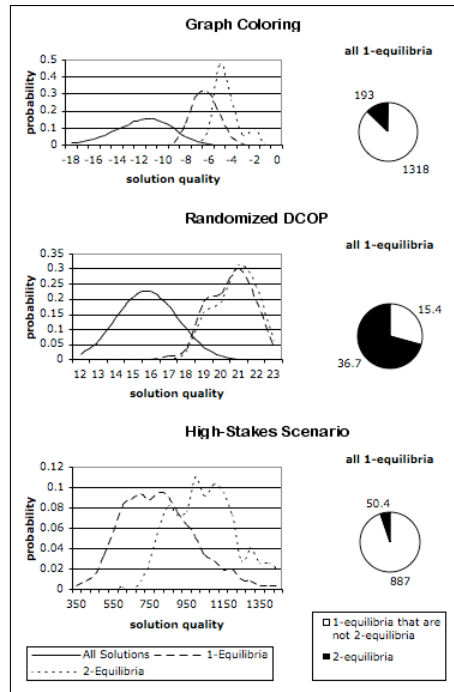 Graph Coloring
all 1-equilibria
probability
0.5
0.4
0.3
0.2
0.1
0
-18 -16 -14 -12 -10 -8 -6 -4 -2 0
solution quality
193
1318
Randomized DCOP
all 1-equilibria
probability
0.35
0.3
0.25
0.2
0.15
0.1
0.05
0
12 13 14 15 16 17 18 19 20 21 22 23
solution quality
15.4
36.7
High-Stakes Scenario
all 1-equilibria
probability
0.12
0.1
0.08
0.06
0.04
0.02
0
350 550 750 950 1150 1350
solution quality
50.4
887
All Solutions
1-Equilibria
2-Equilibria
1-equilibria that are
not 2-equilibria
2-equilibria